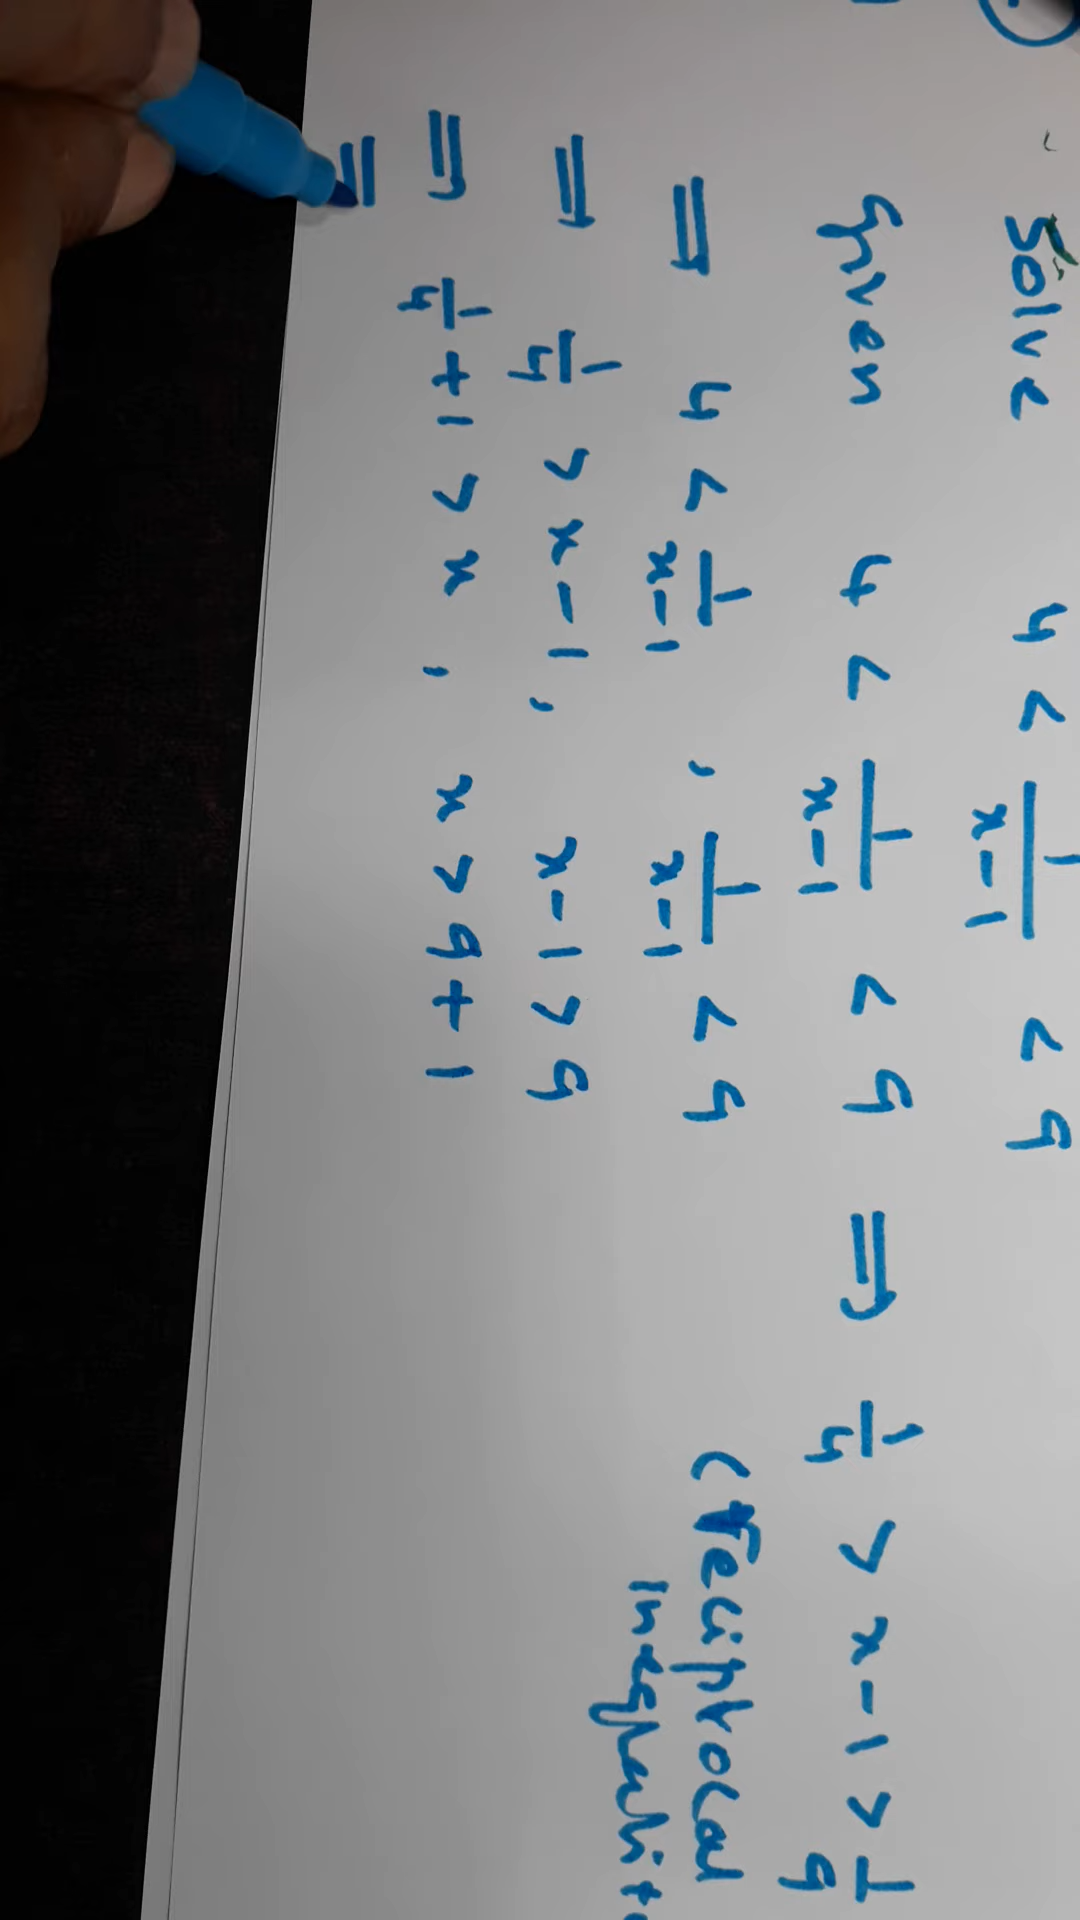 Solve 4 < 1/(x-1) < 9
Given 4 < 1/(x-1) < 9 ⇒ 1/4 > x-1 > 1/9
⇒ 4 < 1/(x-1) , 1/(x-1) < 9 (reciprocal
⇒ 1/4 > x-1, x-1 > 9 Inequalit
⇒ 1/4 + 1 > x , x > 9 + 1
=